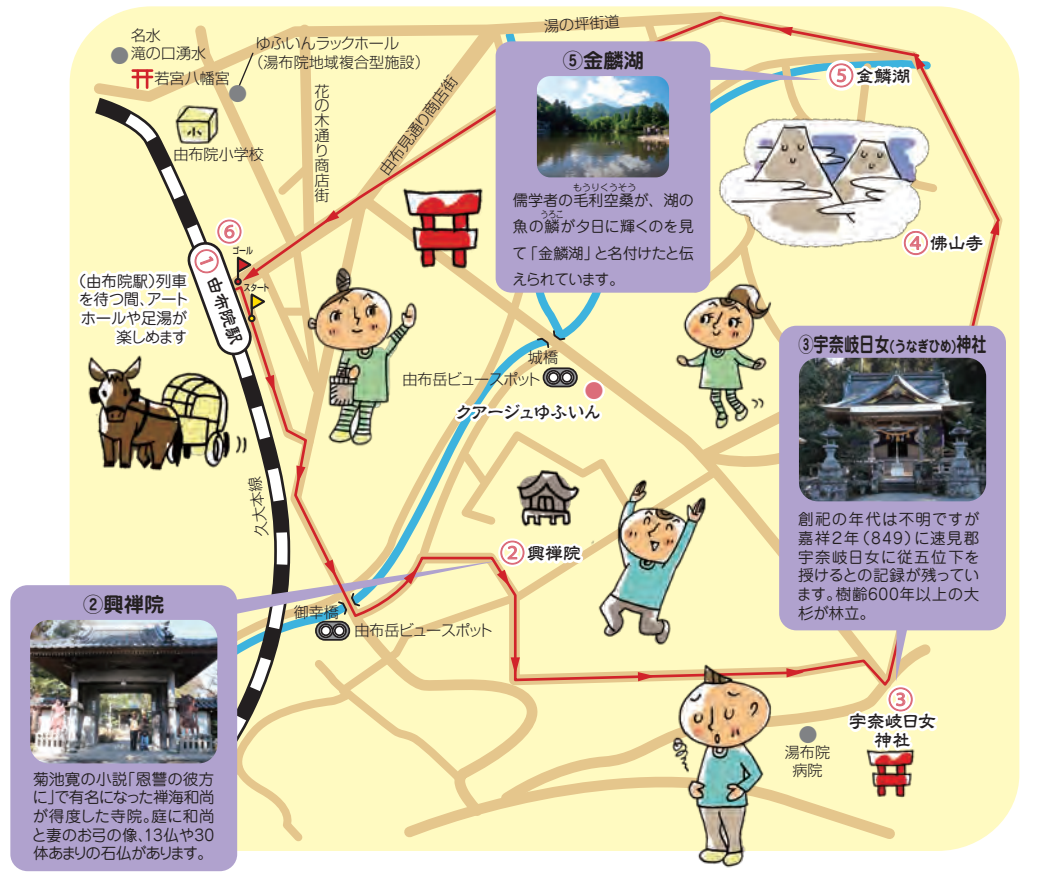 名水
滝の口湧水
若宮八幡宮
ゆふいんラックホール
(湯布院地域複合型施設)
小
由布院小学校
花の木通り商店街
由布見通り商店街
湯の坪街道
⑤金鱗湖
もうりくうそう
儒学者の毛利空桑が、湖の
うろこ
魚の鱗が夕日に輝くのを見
て「金鱗湖」と名付けたと伝
えられています。
⑤金鱗湖
④佛山寺
⑥
ゴール
スタート
①由布院駅
(由布院駅)列車
を待つ間、アート
ホールや足湯が
楽しめます
久大本線
城橋
由布岳ビュースポット
クアージュゆふいん
③宇奈岐日女(うなぎひめ)神社
創祀の年代は不明ですが
嘉祥2年(849)に速見郡
宇奈岐日女に従五位下を
授けるとの記録が残ってい
ます。樹齢600年以上の大
杉が林立。
②興禅院
御幸橋
由布岳ビュースポット
②興禅院
菊池寛の小説「恩讐の彼方
に」で有名になった禅海和尚
が得度した寺院。庭に和尚
と妻のお弓の像、13仏や30
体あまりの石仏があります。
③
宇奈岐日女
神社
湯布院
病院